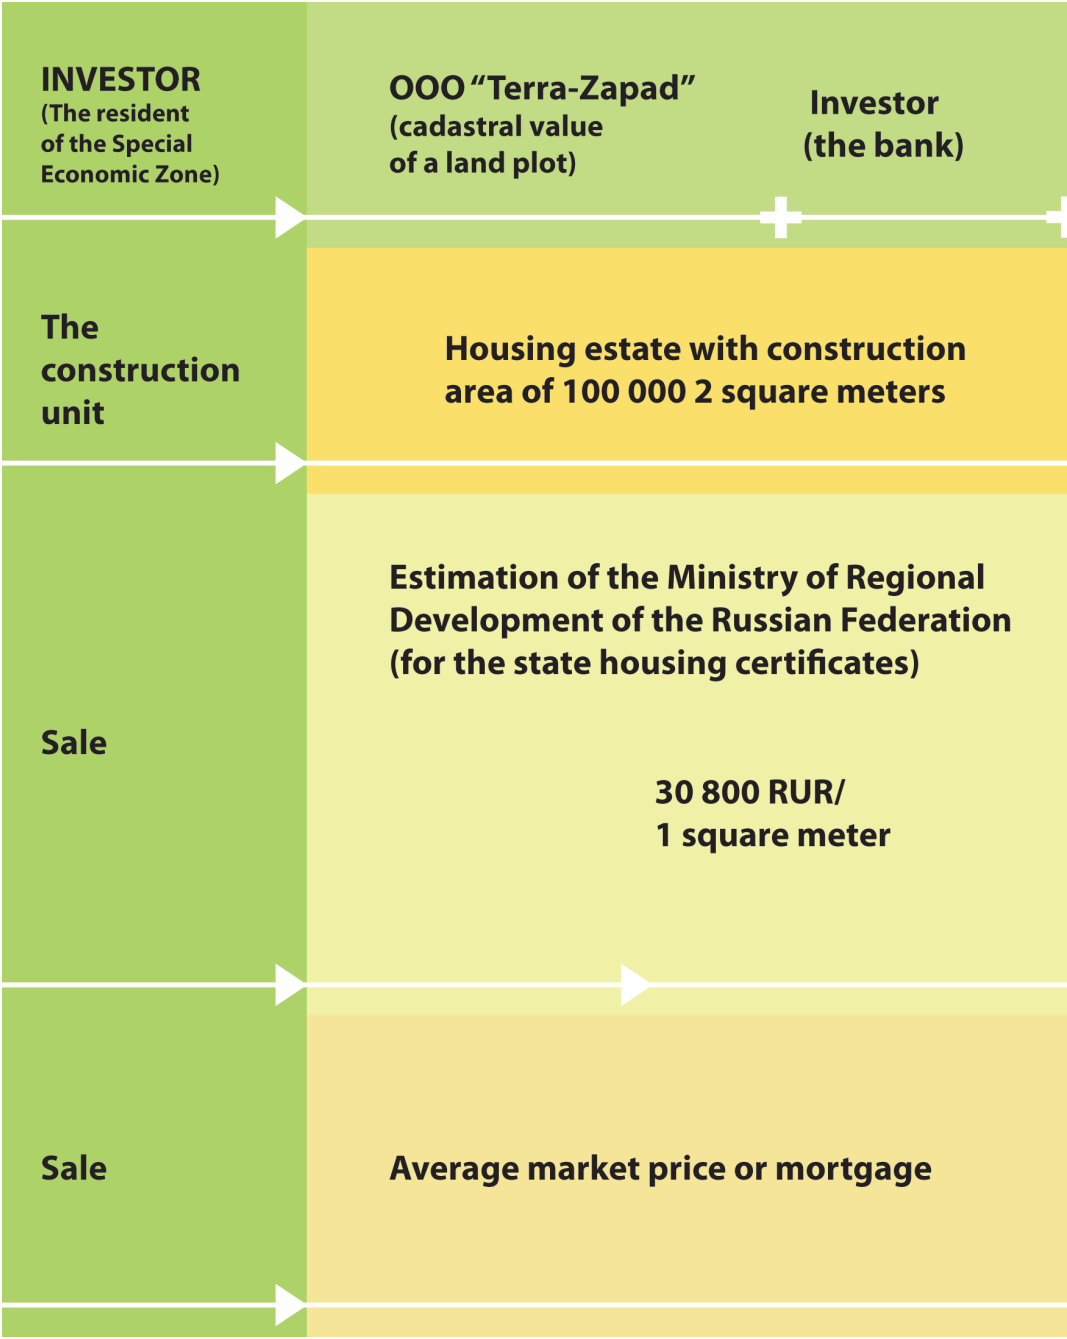 INVESTOR
(The resident
of the Special
Economic Zone)
OOO “Terra-Zapad”
(cadastral value
of a land plot)
Investor
(the bank)
The
construction
unit
Housing estate with construction
area of 100 000 2 square meters
Sale
Estimation of the Ministry of Regional
Development of the Russian Federation
(for the state housing certificates)
30 800 RUR/
1 square meter
Sale
Average market price or mortgage